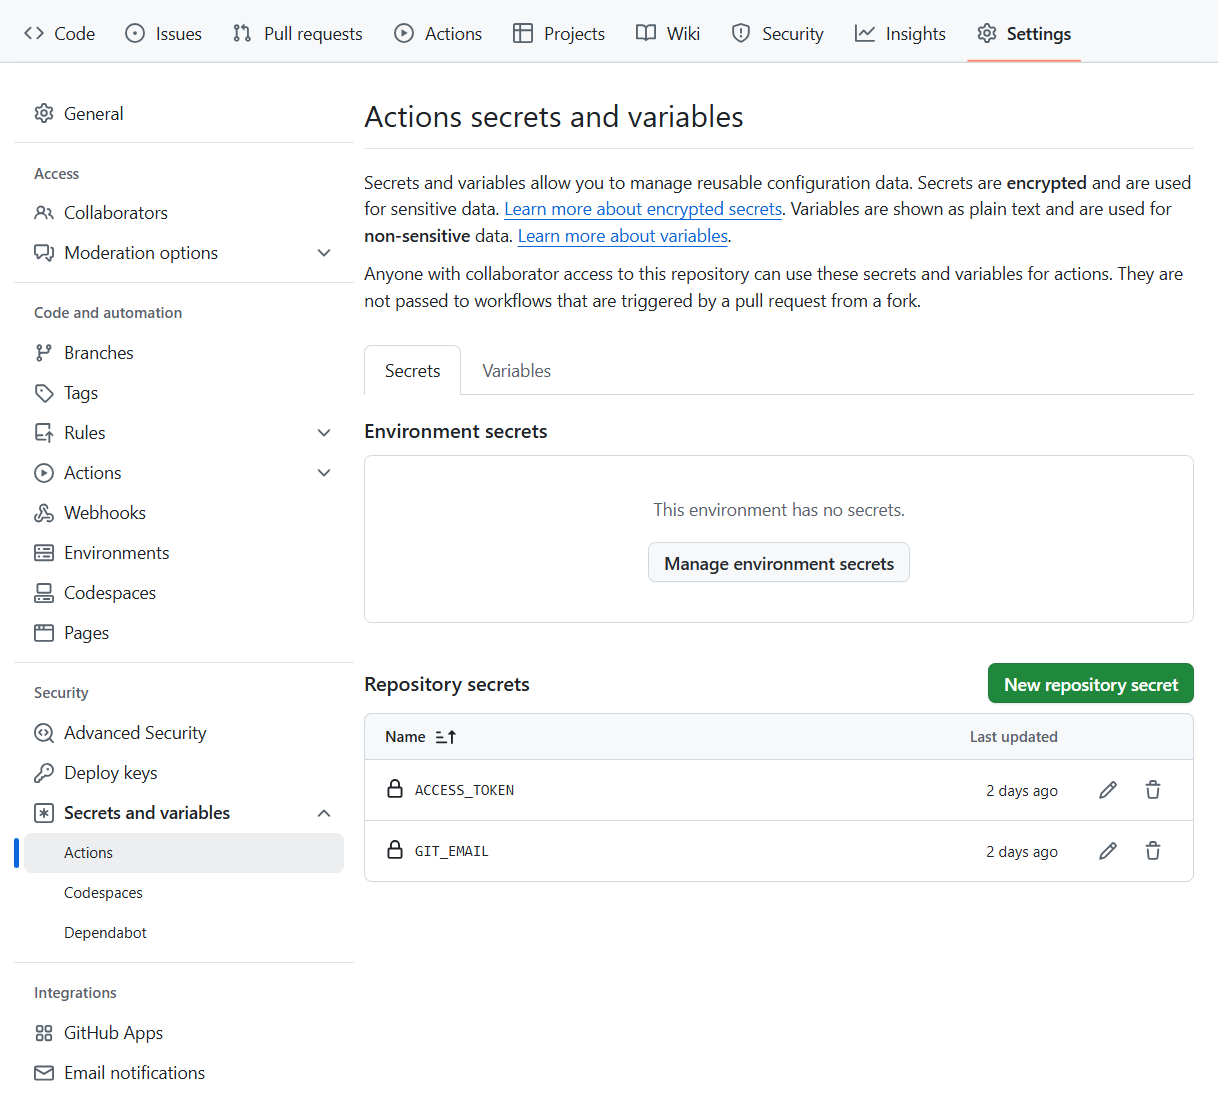 Code Issues Pull requests Actions Projects Wiki Security Insights Settings
General
Access
Collaborators
Moderation options
Code and automation
Branches
Tags
Rules
Actions
Webhooks
Environments
Codespaces
Pages
Security
Advanced Security
Deploy keys
Secrets and variables
Actions
Codespaces
Dependabot
Integrations
GitHub Apps
Email notifications
Actions secrets and variables
Secrets and variables allow you to manage reusable configuration data. Secrets are encrypted and are used
for sensitive data. Learn more about encrypted secrets. Variables are shown as plain text and are used for
non-sensitive data. Learn more about variables.
Anyone with collaborator access to this repository can use these secrets and variables for actions. They are
not passed to workflows that are triggered by a pull request from a fork.
Secrets Variables
Environment secrets
This environment has no secrets.
Manage environment secrets
Repository secrets New repository secret
Name Last updated
ACCESS_TOKEN 2 days ago
GIT_EMAIL 2 days ago